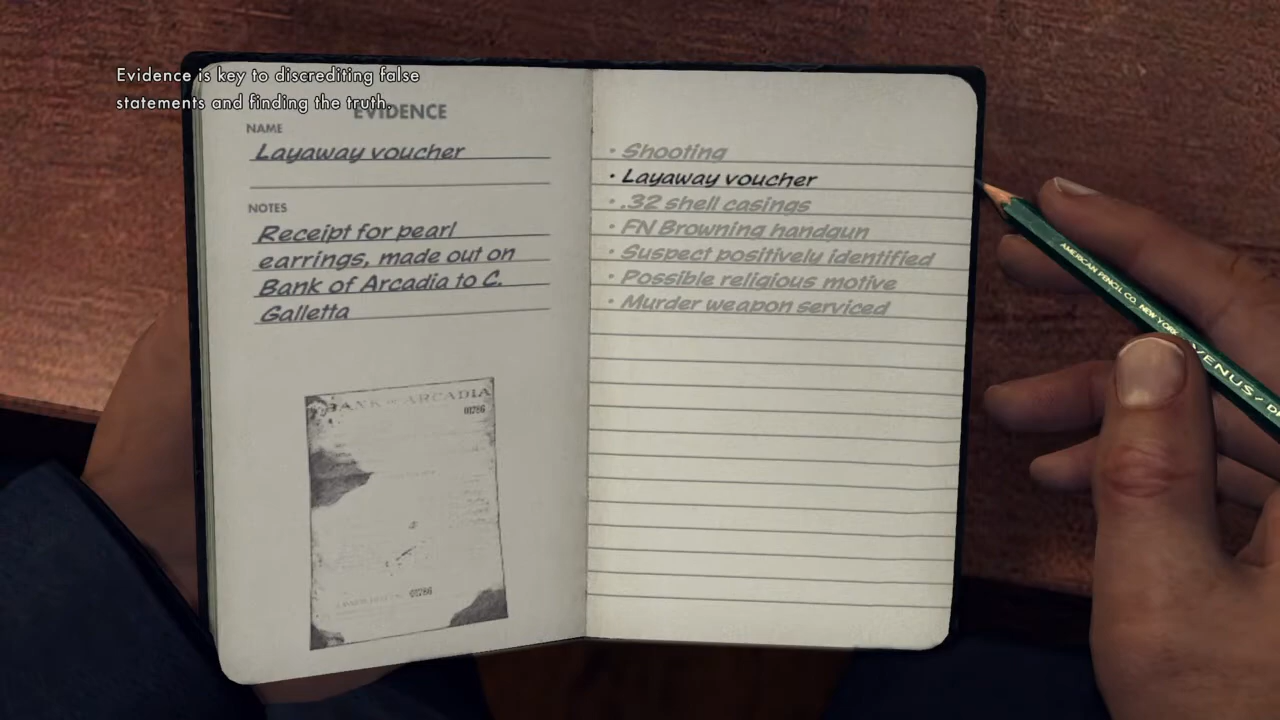 Evidence is key to discrediting false
statements and finding the truth.
EVIDENCE
NAME
Layaway voucher
NOTES
Receipt for pearl
earrings, made out on
Bank of Arcadia to C.
Galletta
BANK OF ARCADIA
01786
01786
• Shooting
• Layaway voucher
• .32 shell casings
• FN Browning handgun
• Suspect positively identified
• Possible religious motive
• Murder weapon serviced
AMERICAN PENCIL CO. NEW YORK
VENUS